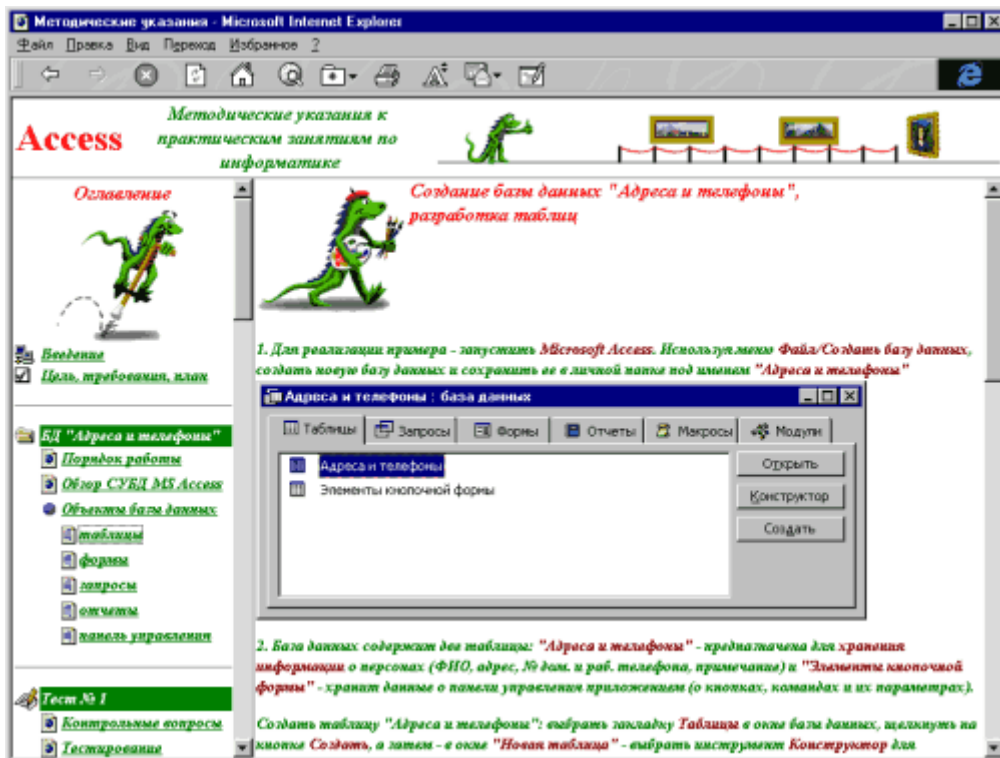 Методические указания - Microsoft Internet Explorer
Файл Правка Вид Переход Избранное ?
Access
Методические указания к
практическим занятиям по
информатике
Оглавление
Введение
Цель, требования, план
БД "Адреса и телефоны"
Порядок работы
Обзор СУБД MS Access
Объекты базы данных
таблицы
формы
запросы
отчеты
панель управления
Тест № 1
Контрольные вопросы
Тестирование
Создание базы данных "Адреса и телефоны",
разработка таблиц
1. Для реализации примера - запустить Microsoft Access. Используя меню Файл/Создать базу данных,
создать новую базу данных и сохранить ее в личной папке под именем "Адреса и телефоны"
Адреса и телефоны : база данных
Таблицы Запросы Формы Отчеты Макросы Модули
Адреса и телефоны
Элементы кнопочной формы
Открыть
Конструктор
Создать
2. База данных содержит две таблицы: "Адреса и телефоны" - предназначена для хранения
информации о персонах (ФИО, адрес, № дом. и раб. телефона, примечание) и "Элементы кнопочной
формы" - хранит данные о панели управления приложением (о кнопках, командах и их параметрах).
Создать таблицу "Адреса и телефоны": выбрать закладку Таблицы в окне базы данных, щелкнуть на
кнопке Создать, а затем - в окне "Новая таблица" - выбрать инструмент Конструктор для